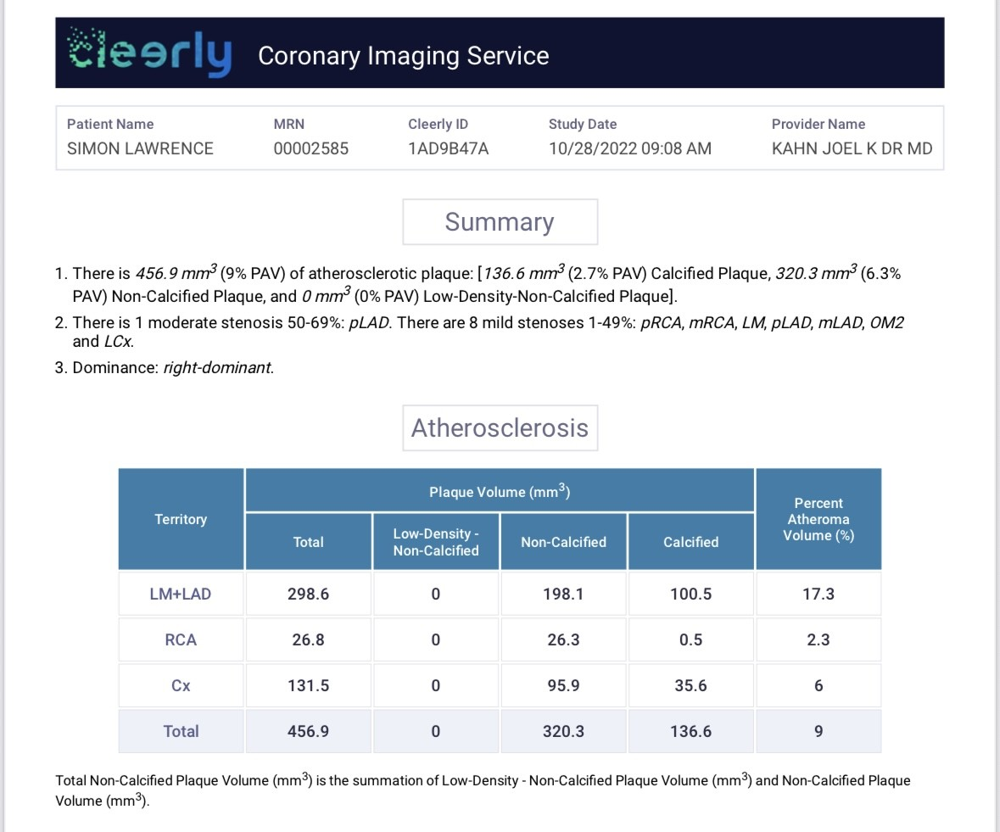 cleerly Coronary Imaging Service
Patient Name MRN Cleerly ID Study Date Provider Name
SIMON LAWRENCE 00002585 1AD9B47A 10/28/2022 09:08 AM KAHN JOEL K DR MD
Summary
1. There is 456.9 mm³ (9% PAV) of atherosclerotic plaque: [136.6 mm³ (2.7% PAV) Calcified Plaque, 320.3 mm³ (6.3%
PAV) Non-Calcified Plaque, and 0 mm³ (0% PAV) Low-Density-Non-Calcified Plaque].
2. There is 1 moderate stenosis 50-69%: pLAD. There are 8 mild stenoses 1-49%: pRCA, mRCA, LM, pLAD, mLAD, OM2
and LCx.
3. Dominance: right-dominant.
Atherosclerosis
Territory
Plaque Volume (mm³)
Percent
Atheroma
Volume (%)
Total
Low-Density -
Non-Calcified
Non-Calcified
Calcified
LM+LAD 298.6 0 198.1 100.5 17.3
RCA 26.8 0 26.3 0.5 2.3
Cx 131.5 0 95.9 35.6 6
Total 456.9 0 320.3 136.6 9
Total Non-Calcified Plaque Volume (mm³) is the summation of Low-Density - Non-Calcified Plaque Volume (mm³) and Non-Calcified Plaque
Volume (mm³).